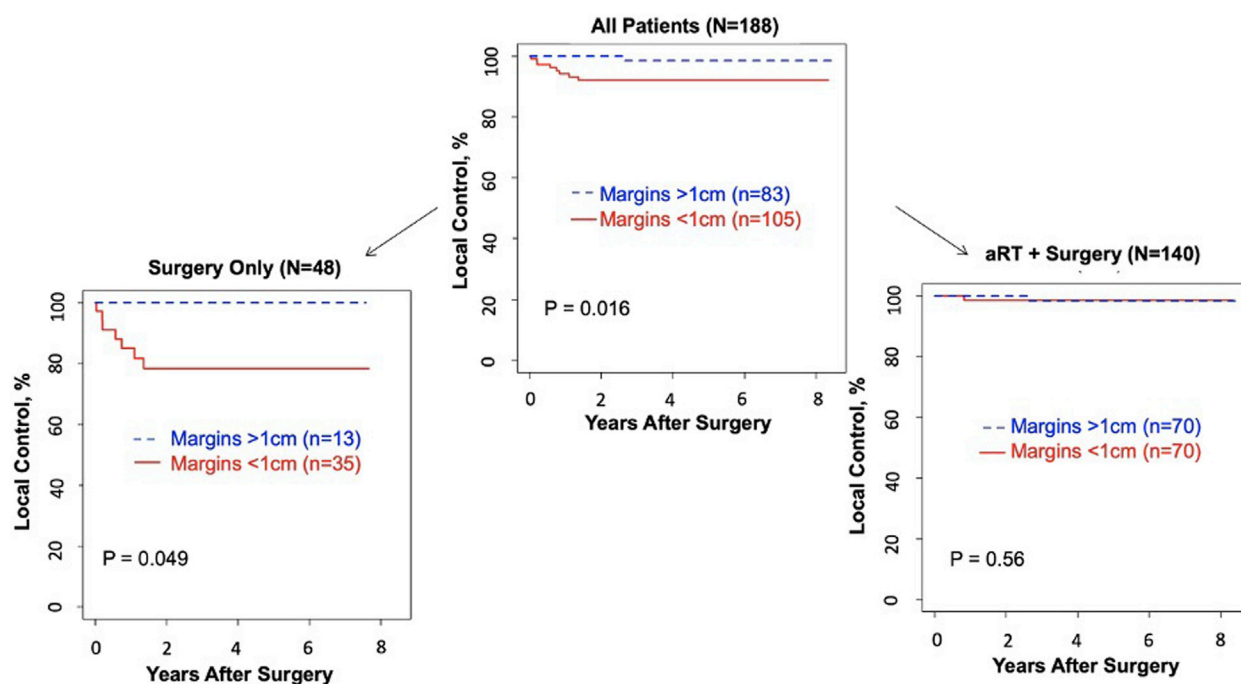 All Patients (N=188)
Local Control, %
100
80
60
40
20
0
Margins >1cm (n=83)
Margins <1cm (n=105)
P = 0.016
0 2 4 6 8
Years After Surgery
Surgery Only (N=48)
Local Control, %
100
80
60
40
20
0
Margins >1cm (n=13)
Margins <1cm (n=35)
P = 0.049
0 2 4 6 8
Years After Surgery
aRT + Surgery (N=140)
Local Control, %
100
80
60
40
20
0
Margins >1cm (n=70)
Margins <1cm (n=70)
P = 0.56
0 2 4 6 8
Years After Surgery